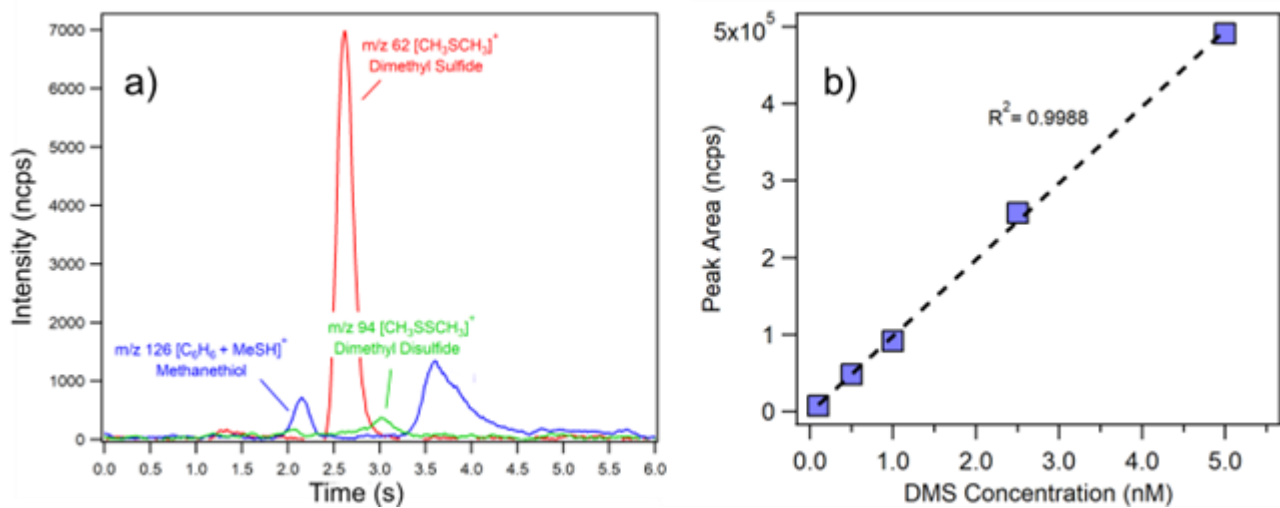 a)
7000
6000
5000
4000
3000
2000
1000
0
Intensity (ncps)
m/z 62 [CH₃SCH₃]⁺
Dimethyl Sulfide
m/z 94 [CH₃SSCH₃]⁺
Dimethyl Disulfide
m/z 126 [C₆H₆ + MeSH]⁺
Methanethiol
0.0 0.5 1.0 1.5 2.0 2.5 3.0 3.5 4.0 4.5 5.0 5.5 6.0
Time (s)
b)
5x10⁵
4
3
2
1
0
Peak Area (ncps)
R²= 0.9988
0.0 1.0 2.0 3.0 4.0 5.0
DMS Concentration (nM)